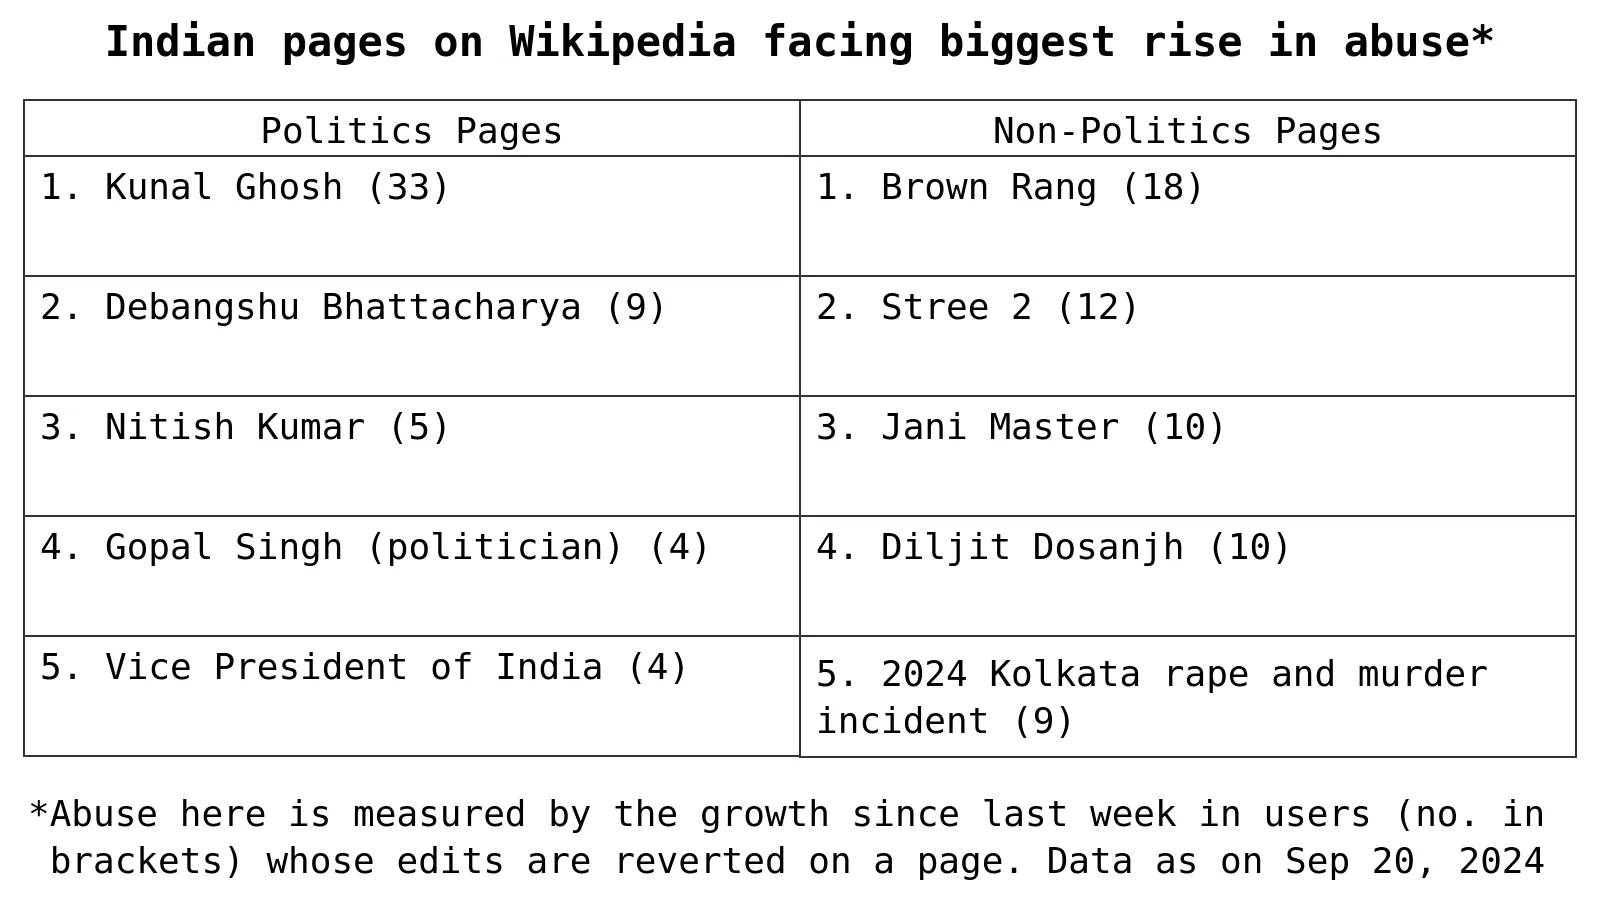 Indian pages on Wikipedia facing biggest rise in abuse*
Politics Pages
Non-Politics Pages
1. Kunal Ghosh (33)
1. Brown Rang (18)
2. Debangshu Bhattacharya (9)
2. Stree 2 (12)
3. Nitish Kumar (5)
3. Jani Master (10)
4. Gopal Singh (politician) (4)
4. Diljit Dosanjh (10)
5. Vice President of India (4)
5. 2024 Kolkata rape and murder
incident (9)
*Abuse here is measured by the growth since last week in users (no. in
brackets) whose edits are reverted on a page. Data as on Sep 20, 2024